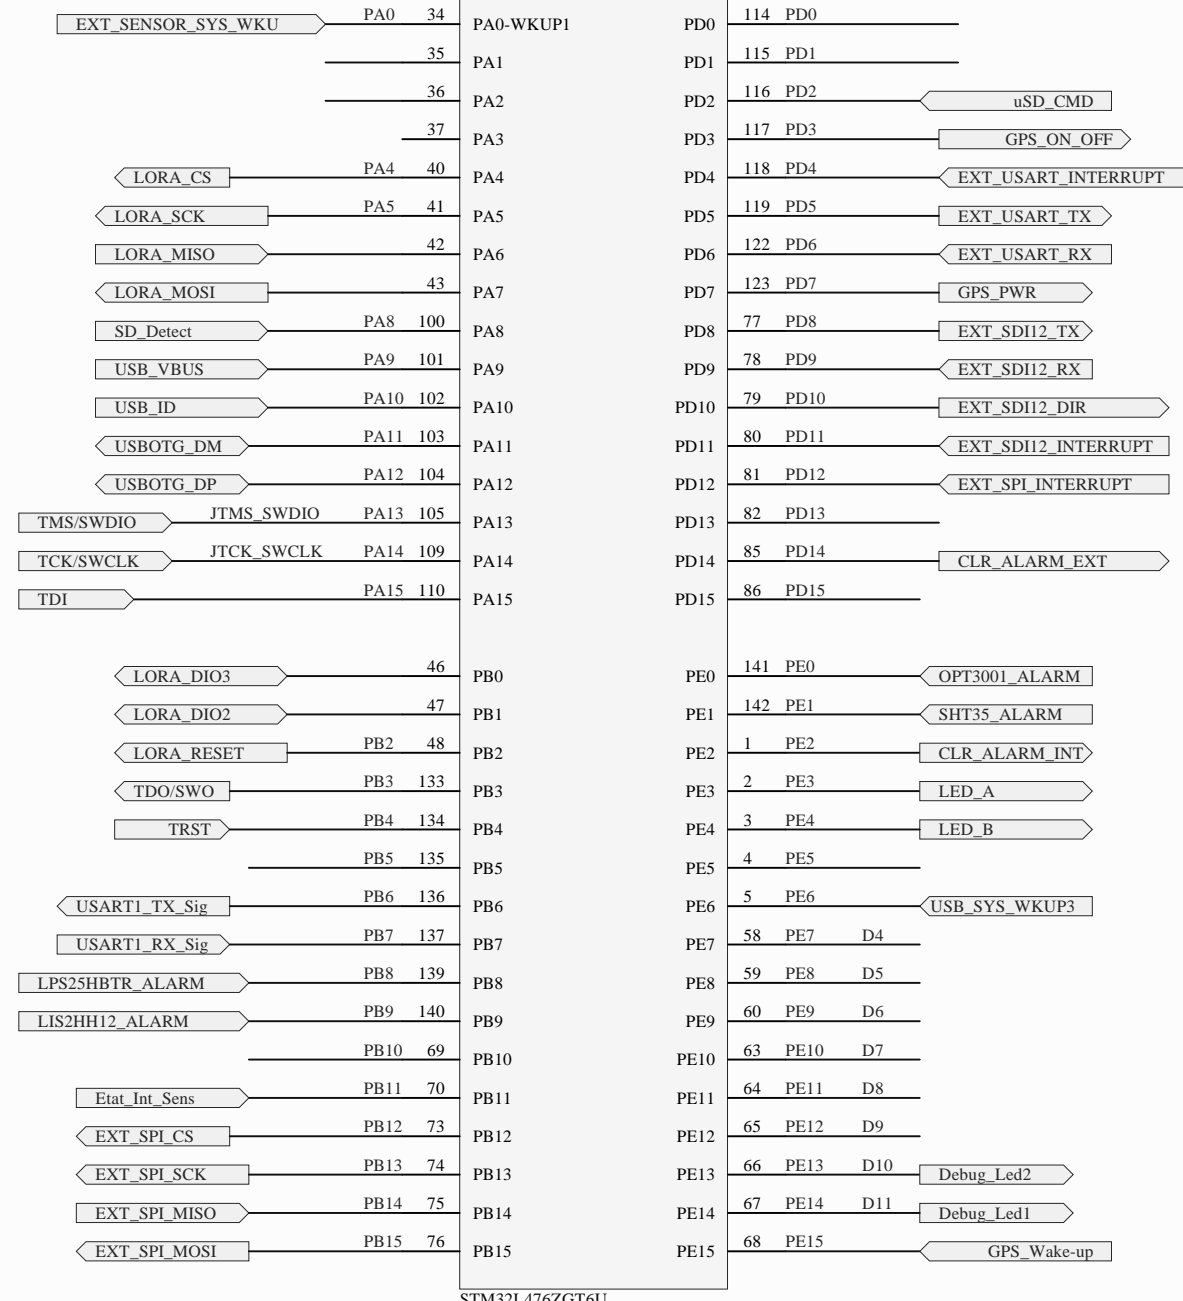 EXT_SENSOR_SYS_WKU PA0 34 PA0-WKUP1 PD0 114 PD0
35 PA1 PD1 115 PD1
36 PA2 PD2 116 PD2 uSD_CMD
37 PA3 PD3 117 PD3 GPS_ON_OFF
LORA_CS PA4 40 PA4 PD4 118 PD4 EXT_USART_INTERRUPT
LORA_SCK PA5 41 PA5 PD5 119 PD5 EXT_USART_TX
LORA_MISO 42 PA6 PD6 122 PD6 EXT_USART_RX
LORA_MOSI 43 PA7 PD7 123 PD7 GPS_PWR
SD_Detect PA8 100 PA8 PD8 77 PD8 EXT_SDI12_TX
USB_VBUS PA9 101 PA9 PD9 78 PD9 EXT_SDI12_RX
USB_ID PA10 102 PA10 PD10 79 PD10 EXT_SDI12_DIR
USBOTG_DM PA11 103 PA11 PD11 80 PD11 EXT_SDI12_INTERRUPT
USBOTG_DP PA12 104 PA12 PD12 81 PD12 EXT_SPI_INTERRUPT
TMS/SWDIO JTMS_SWDIO PA13 105 PA13 PD13 82 PD13
TCK/SWCLK JTCK_SWCLK PA14 109 PA14 PD14 85 PD14 CLR_ALARM_EXT
TDI PA15 110 PA15 PD15 86 PD15
LORA_DIO3 46 PB0 PE0 141 PE0 OPT3001_ALARM
LORA_DIO2 47 PB1 PE1 142 PE1 SHT35_ALARM
LORA_RESET PB2 48 PB2 PE2 1 PE2 CLR_ALARM_INT
TDO/SWO PB3 133 PB3 PE3 2 PE3 LED_A
TRST PB4 134 PB4 PE4 3 PE4 LED_B
PB5 135 PB5 PE5 4 PE5
USART1_TX_Sig PB6 136 PB6 PE6 5 PE6 USB_SYS_WKUP3
USART1_RX_Sig PB7 137 PB7 PE7 58 PE7 D4
LPS25HBTR_ALARM PB8 139 PB8 PE8 59 PE8 D5
LIS2HH12_ALARM PB9 140 PB9 PE9 60 PE9 D6
PB10 69 PB10 PE10 63 PE10 D7
Etat_Int_Sens PB11 70 PB11 PE11 64 PE11 D8
EXT_SPI_CS PB12 73 PB12 PE12 65 PE12 D9
EXT_SPI_SCK PB13 74 PB13 PE13 66 PE13 D10 Debug_Led2
EXT_SPI_MISO PB14 75 PB14 PE14 67 PE14 D11 Debug_Led1
EXT_SPI_MOSI PB15 76 PB15 PE15 68 PE15 GPS_Wake-up
STM32L476ZGT6U